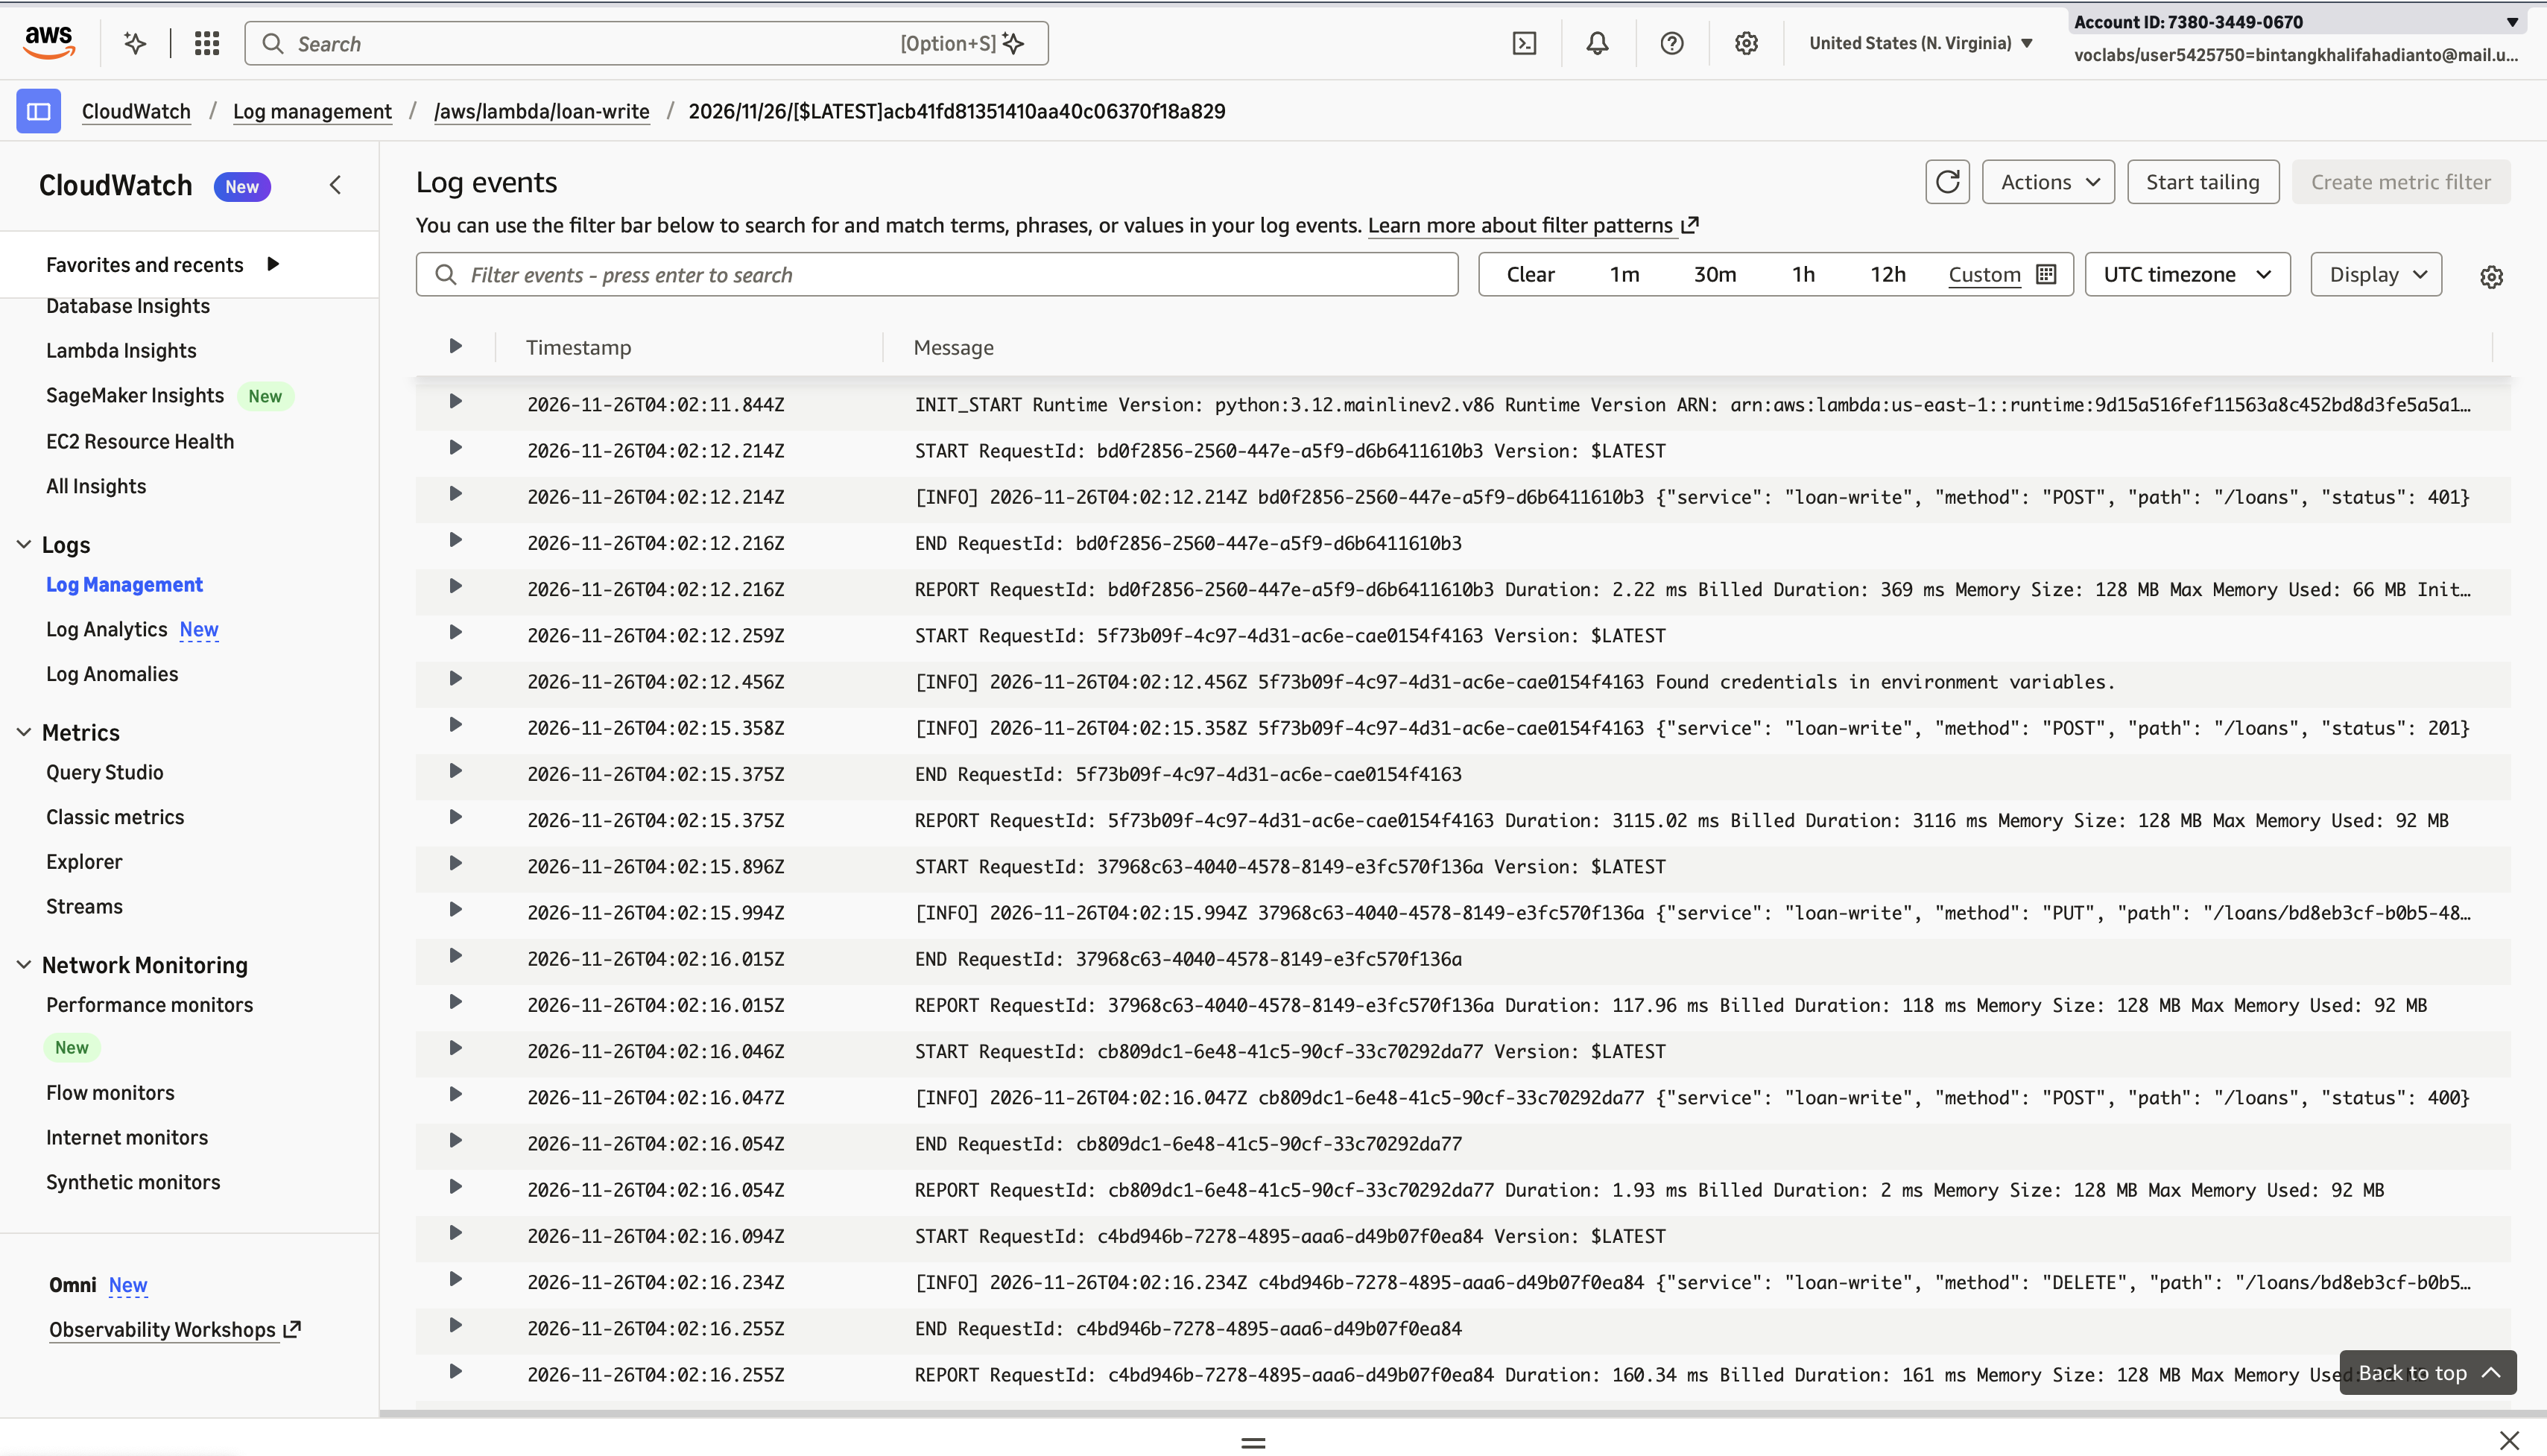 aws
Search [Option+S]
United States (N. Virginia)
Account ID: 7380-3449-0670
voclabs/user5425750=bintangkhalifahadianto@mail.u...
CloudWatch / Log management / /aws/lambda/loan-write / 2026/11/26/[$LATEST]acb41fd81351410aa40c06370f18a829
CloudWatch New
Favorites and recents
Database Insights
Lambda Insights
SageMaker Insights New
EC2 Resource Health
All Insights
Logs
Log Management
Log Analytics New
Log Anomalies
Metrics
Query Studio
Classic metrics
Explorer
Streams
Network Monitoring
Performance monitors
New
Flow monitors
Internet monitors
Synthetic monitors
Omni New
Observability Workshops
Log events
Actions
Start tailing
Create metric filter
You can use the filter bar below to search for and match terms, phrases, or values in your log events. Learn more about filter patterns
Filter events - press enter to search
Clear 1m 30m 1h 12h Custom
UTC timezone
Display
Timestamp Message
2026-11-26T04:02:11.844Z INIT_START Runtime Version: python:3.12.mainlinev2.v86 Runtime Version ARN: arn:aws:lambda:us-east-1::runtime:9d15a516fef11563a8c452bd8d3fe5a5a1…
2026-11-26T04:02:12.214Z START RequestId: bd0f2856-2560-447e-a5f9-d6b6411610b3 Version: $LATEST
2026-11-26T04:02:12.214Z [INFO] 2026-11-26T04:02:12.214Z bd0f2856-2560-447e-a5f9-d6b6411610b3 {"service": "loan-write", "method": "POST", "path": "/loans", "status": 401}
2026-11-26T04:02:12.216Z END RequestId: bd0f2856-2560-447e-a5f9-d6b6411610b3
2026-11-26T04:02:12.216Z REPORT RequestId: bd0f2856-2560-447e-a5f9-d6b6411610b3 Duration: 2.22 ms Billed Duration: 369 ms Memory Size: 128 MB Max Memory Used: 66 MB Init…
2026-11-26T04:02:12.259Z START RequestId: 5f73b09f-4c97-4d31-ac6e-cae0154f4163 Version: $LATEST
2026-11-26T04:02:12.456Z [INFO] 2026-11-26T04:02:12.456Z 5f73b09f-4c97-4d31-ac6e-cae0154f4163 Found credentials in environment variables.
2026-11-26T04:02:15.358Z [INFO] 2026-11-26T04:02:15.358Z 5f73b09f-4c97-4d31-ac6e-cae0154f4163 {"service": "loan-write", "method": "POST", "path": "/loans", "status": 201}
2026-11-26T04:02:15.375Z END RequestId: 5f73b09f-4c97-4d31-ac6e-cae0154f4163
2026-11-26T04:02:15.375Z REPORT RequestId: 5f73b09f-4c97-4d31-ac6e-cae0154f4163 Duration: 3115.02 ms Billed Duration: 3116 ms Memory Size: 128 MB Max Memory Used: 92 MB
2026-11-26T04:02:15.896Z START RequestId: 37968c63-4040-4578-8149-e3fc570f136a Version: $LATEST
2026-11-26T04:02:15.994Z [INFO] 2026-11-26T04:02:15.994Z 37968c63-4040-4578-8149-e3fc570f136a {"service": "loan-write", "method": "PUT", "path": "/loans/bd8eb3cf-b0b5-48…
2026-11-26T04:02:16.015Z END RequestId: 37968c63-4040-4578-8149-e3fc570f136a
2026-11-26T04:02:16.015Z REPORT RequestId: 37968c63-4040-4578-8149-e3fc570f136a Duration: 117.96 ms Billed Duration: 118 ms Memory Size: 128 MB Max Memory Used: 92 MB
2026-11-26T04:02:16.046Z START RequestId: cb809dc1-6e48-41c5-90cf-33c70292da77 Version: $LATEST
2026-11-26T04:02:16.047Z [INFO] 2026-11-26T04:02:16.047Z cb809dc1-6e48-41c5-90cf-33c70292da77 {"service": "loan-write", "method": "POST", "path": "/loans", "status": 400}
2026-11-26T04:02:16.054Z END RequestId: cb809dc1-6e48-41c5-90cf-33c70292da77
2026-11-26T04:02:16.054Z REPORT RequestId: cb809dc1-6e48-41c5-90cf-33c70292da77 Duration: 1.93 ms Billed Duration: 2 ms Memory Size: 128 MB Max Memory Used: 92 MB
2026-11-26T04:02:16.094Z START RequestId: c4bd946b-7278-4895-aaa6-d49b07f0ea84 Version: $LATEST
2026-11-26T04:02:16.234Z [INFO] 2026-11-26T04:02:16.234Z c4bd946b-7278-4895-aaa6-d49b07f0ea84 {"service": "loan-write", "method": "DELETE", "path": "/loans/bd8eb3cf-b0b5…
2026-11-26T04:02:16.255Z END RequestId: c4bd946b-7278-4895-aaa6-d49b07f0ea84
2026-11-26T04:02:16.255Z REPORT RequestId: c4bd946b-7278-4895-aaa6-d49b07f0ea84 Duration: 160.34 ms Billed Duration: 161 ms Memory Size: 128 MB Max Memory Used
Back to top